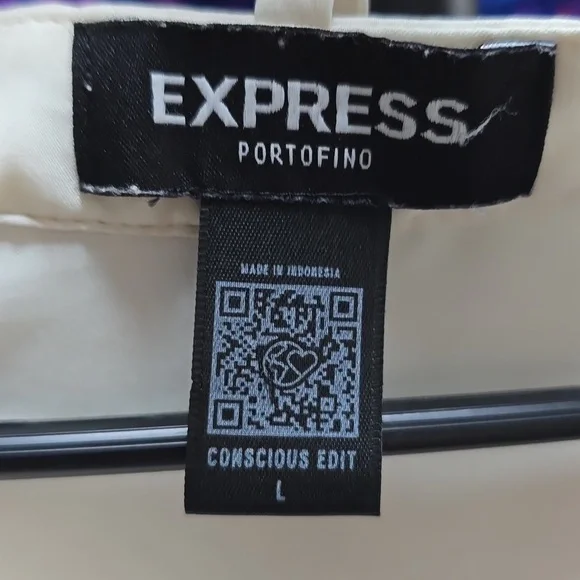 EXPRESS
PORTOFINO
MADE IN INDONESIA
CONSCIOUS EDIT
L